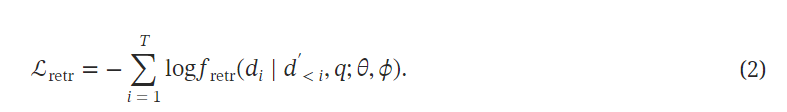 ℒ_retr = − ∑_{i = 1}^{T} log f_retr(d_i | d′_{< i}, q; θ, ϕ). (2)